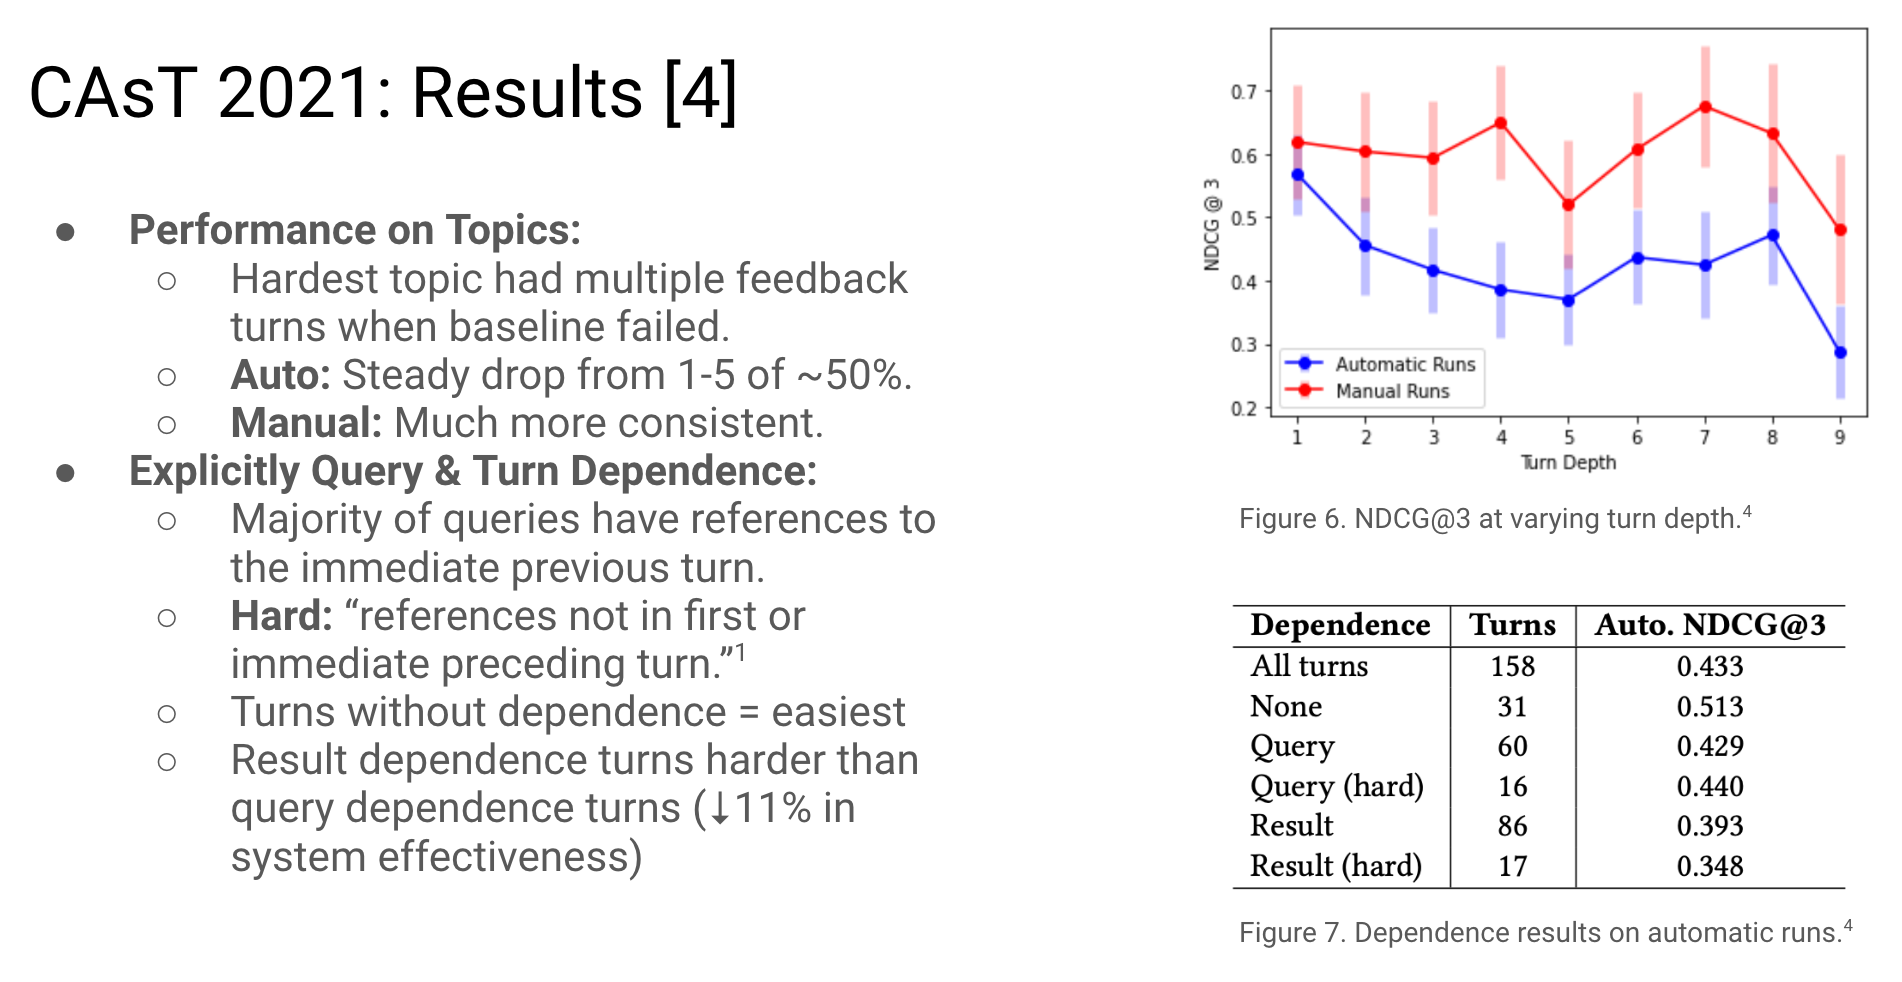 CAsT 2021: Results [4]
● Performance on Topics:
○ Hardest topic had multiple feedback
turns when baseline failed.
○ Auto: Steady drop from 1-5 of ~50%.
○ Manual: Much more consistent.
● Explicitly Query & Turn Dependence:
○ Majority of queries have references to
the immediate previous turn.
○ Hard: “references not in first or
immediate preceding turn.”1
○ Turns without dependence = easiest
○ Result dependence turns harder than
query dependence turns (↓11% in
system effectiveness)
NDCG @ 3
0.7
0.6
0.5
0.4
0.3
0.2
Automatic Runs
Manual Runs
1 2 3 4 5 6 7 8 9
Turn Depth
Figure 6. NDCG@3 at varying turn depth.4
Dependence Turns Auto. NDCG@3
All turns 158 0.433
None 31 0.513
Query 60 0.429
Query (hard) 16 0.440
Result 86 0.393
Result (hard) 17 0.348
Figure 7. Dependence results on automatic runs.4